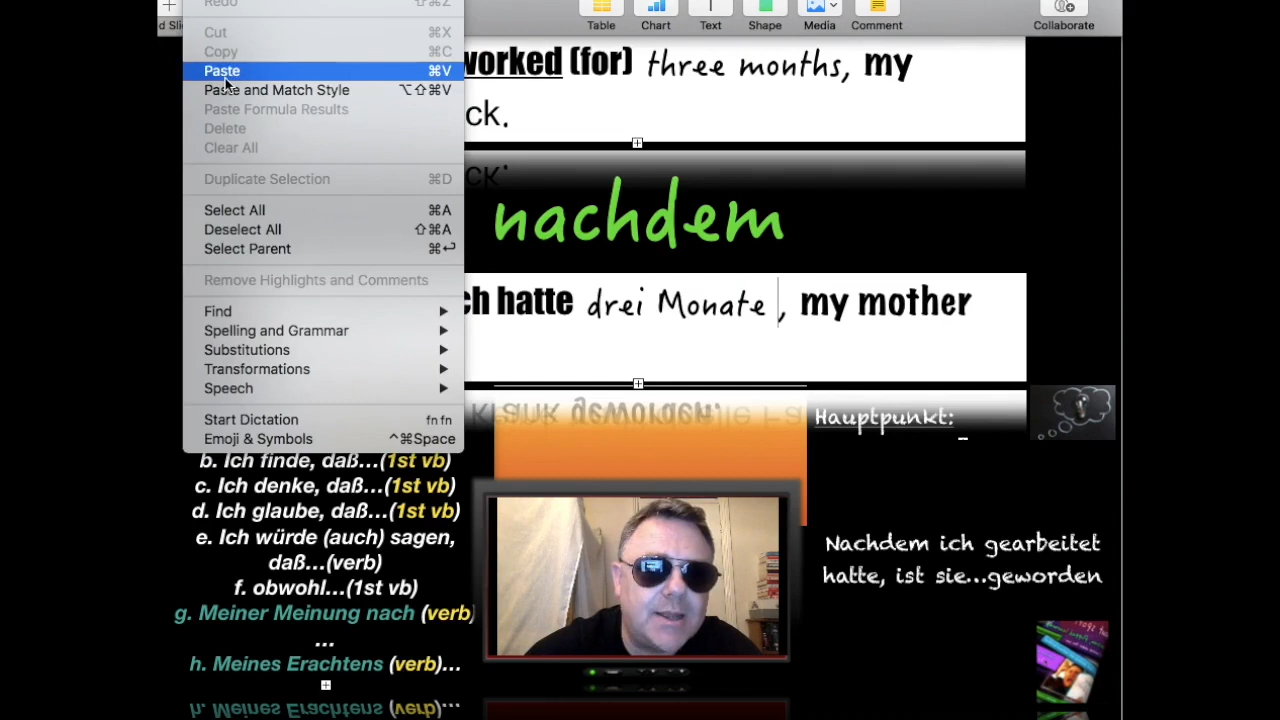 Redo ⇧⌘Z
Cut ⌘X
Copy ⌘C
Paste ⌘V
Paste and Match Style ⌥⇧⌘V
Paste Formula Results
Delete
Clear All
Duplicate Selection ⌘D
Select All ⌘A
Deselect All ⇧⌘A
Select Parent ⌘↩
Remove Highlights and Comments
Find
Spelling and Grammar
Substitutions
Transformations
Speech
Start Dictation fn fn
Emoji & Symbols ^⌘Space
Table
Chart
Text
Shape
Media
Comment
Collaborate
worked (for) three months, my
ck.
nachdem
ch hatte drei Monate , my mother
Hauptpunkt:
b. Ich finde, daß…(1st vb)
c. Ich denke, daß…(1st vb)
d. Ich glaube, daß…(1st vb)
e. Ich würde (auch) sagen,
daß…(verb)
f. obwohl…(1st vb)
g. Meiner Meinung nach (verb)
…
h. Meines Erachtens (verb)…
Nachdem ich gearbeitet
hatte, ist sie…geworden